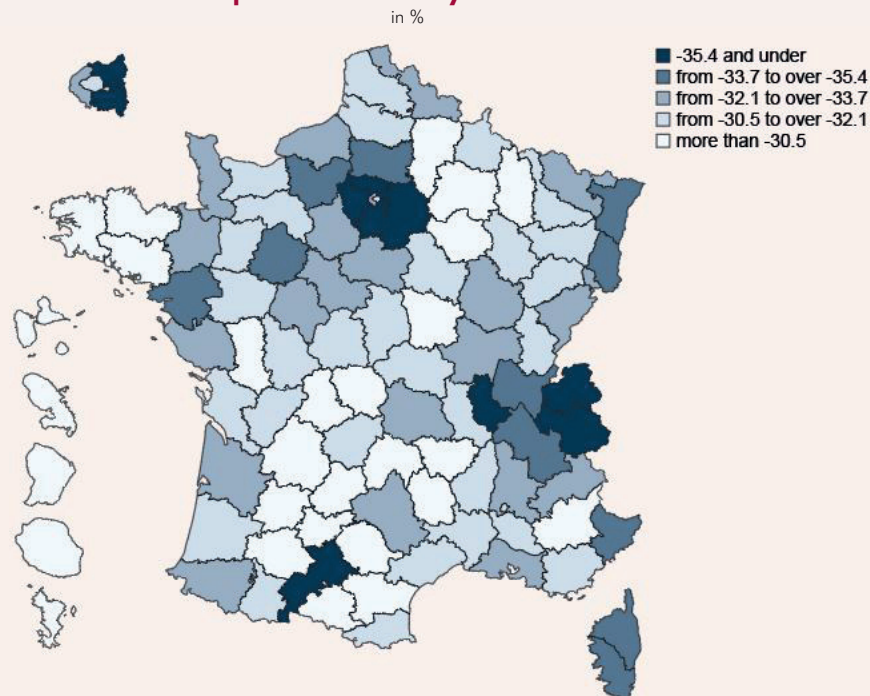 in %
-35.4 and under
from -33.7 to over -35.4
from -32.1 to over -33.7
from -30.5 to over -32.1
more than -30.5